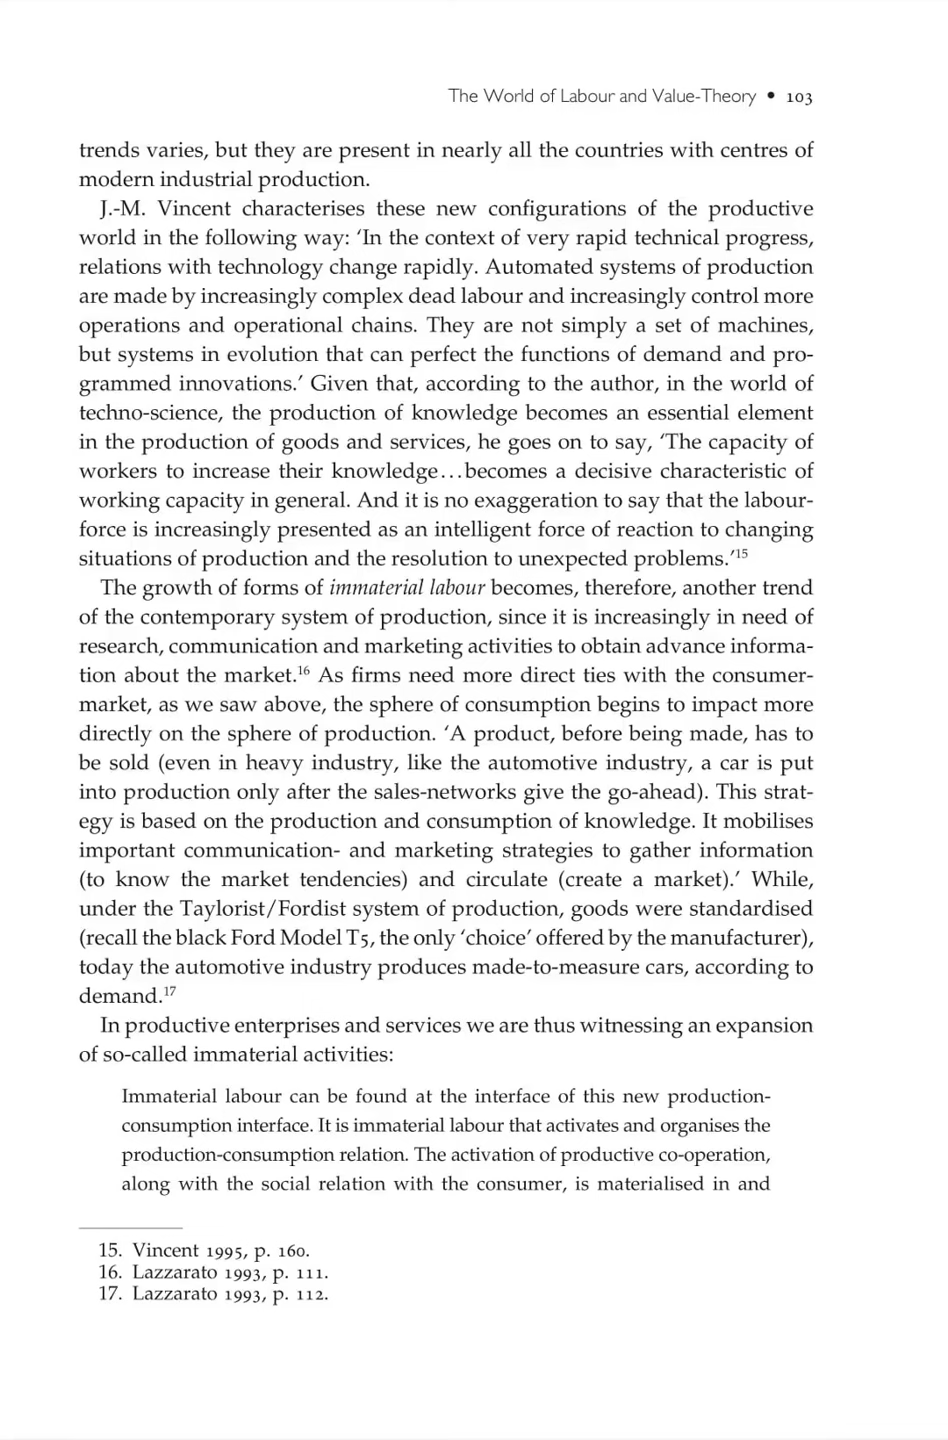 The World of Labour and Value-Theory • 103
trends varies, but they are present in nearly all the countries with centres of
modern industrial production.
J.-M. Vincent characterises these new configurations of the productive
world in the following way: ‘In the context of very rapid technical progress,
relations with technology change rapidly. Automated systems of production
are made by increasingly complex dead labour and increasingly control more
operations and operational chains. They are not simply a set of machines,
but systems in evolution that can perfect the functions of demand and pro-
grammed innovations.’ Given that, according to the author, in the world of
techno-science, the production of knowledge becomes an essential element
in the production of goods and services, he goes on to say, ‘The capacity of
workers to increase their knowledge…becomes a decisive characteristic of
working capacity in general. And it is no exaggeration to say that the labour-
force is increasingly presented as an intelligent force of reaction to changing
situations of production and the resolution to unexpected problems.’15
The growth of forms of immaterial labour becomes, therefore, another trend
of the contemporary system of production, since it is increasingly in need of
research, communication and marketing activities to obtain advance informa-
tion about the market.16 As firms need more direct ties with the consumer-
market, as we saw above, the sphere of consumption begins to impact more
directly on the sphere of production. ‘A product, before being made, has to
be sold (even in heavy industry, like the automotive industry, a car is put
into production only after the sales-networks give the go-ahead). This strat-
egy is based on the production and consumption of knowledge. It mobilises
important communication- and marketing strategies to gather information
(to know the market tendencies) and circulate (create a market).’ While,
under the Taylorist/Fordist system of production, goods were standardised
(recall the black Ford Model T5, the only ‘choice’ offered by the manufacturer),
today the automotive industry produces made-to-measure cars, according to
demand.17
In productive enterprises and services we are thus witnessing an expansion
of so-called immaterial activities:
Immaterial labour can be found at the interface of this new production-
consumption interface. It is immaterial labour that activates and organises the
production-consumption relation. The activation of productive co-operation,
along with the social relation with the consumer, is materialised in and
15. Vincent 1995, p. 160.
16. Lazzarato 1993, p. 111.
17. Lazzarato 1993, p. 112.